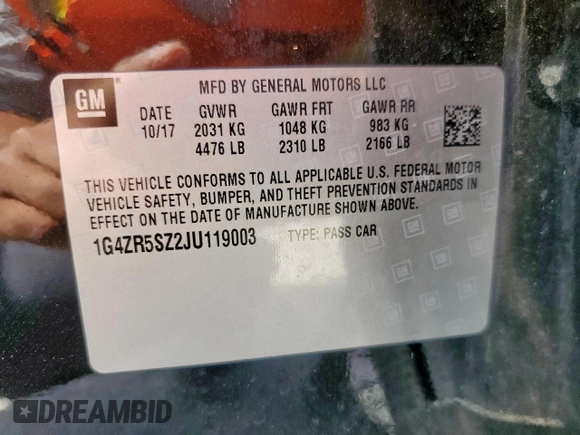 GM
MFD BY GENERAL MOTORS LLC
DATE GVWR GAWR FRT GAWR RR
10/17 2031 KG 1048 KG 983 KG
4476 LB 2310 LB 2166 LB
THIS VEHICLE CONFORMS TO ALL APPLICABLE U.S. FEDERAL MOTOR
VEHICLE SAFETY, BUMPER, AND THEFT PREVENTION STANDARDS IN
EFFECT ON THE DATE OF MANUFACTURE SHOWN ABOVE.
1G4ZR5SZ2JU119003 TYPE: PASS CAR
DREAMBID